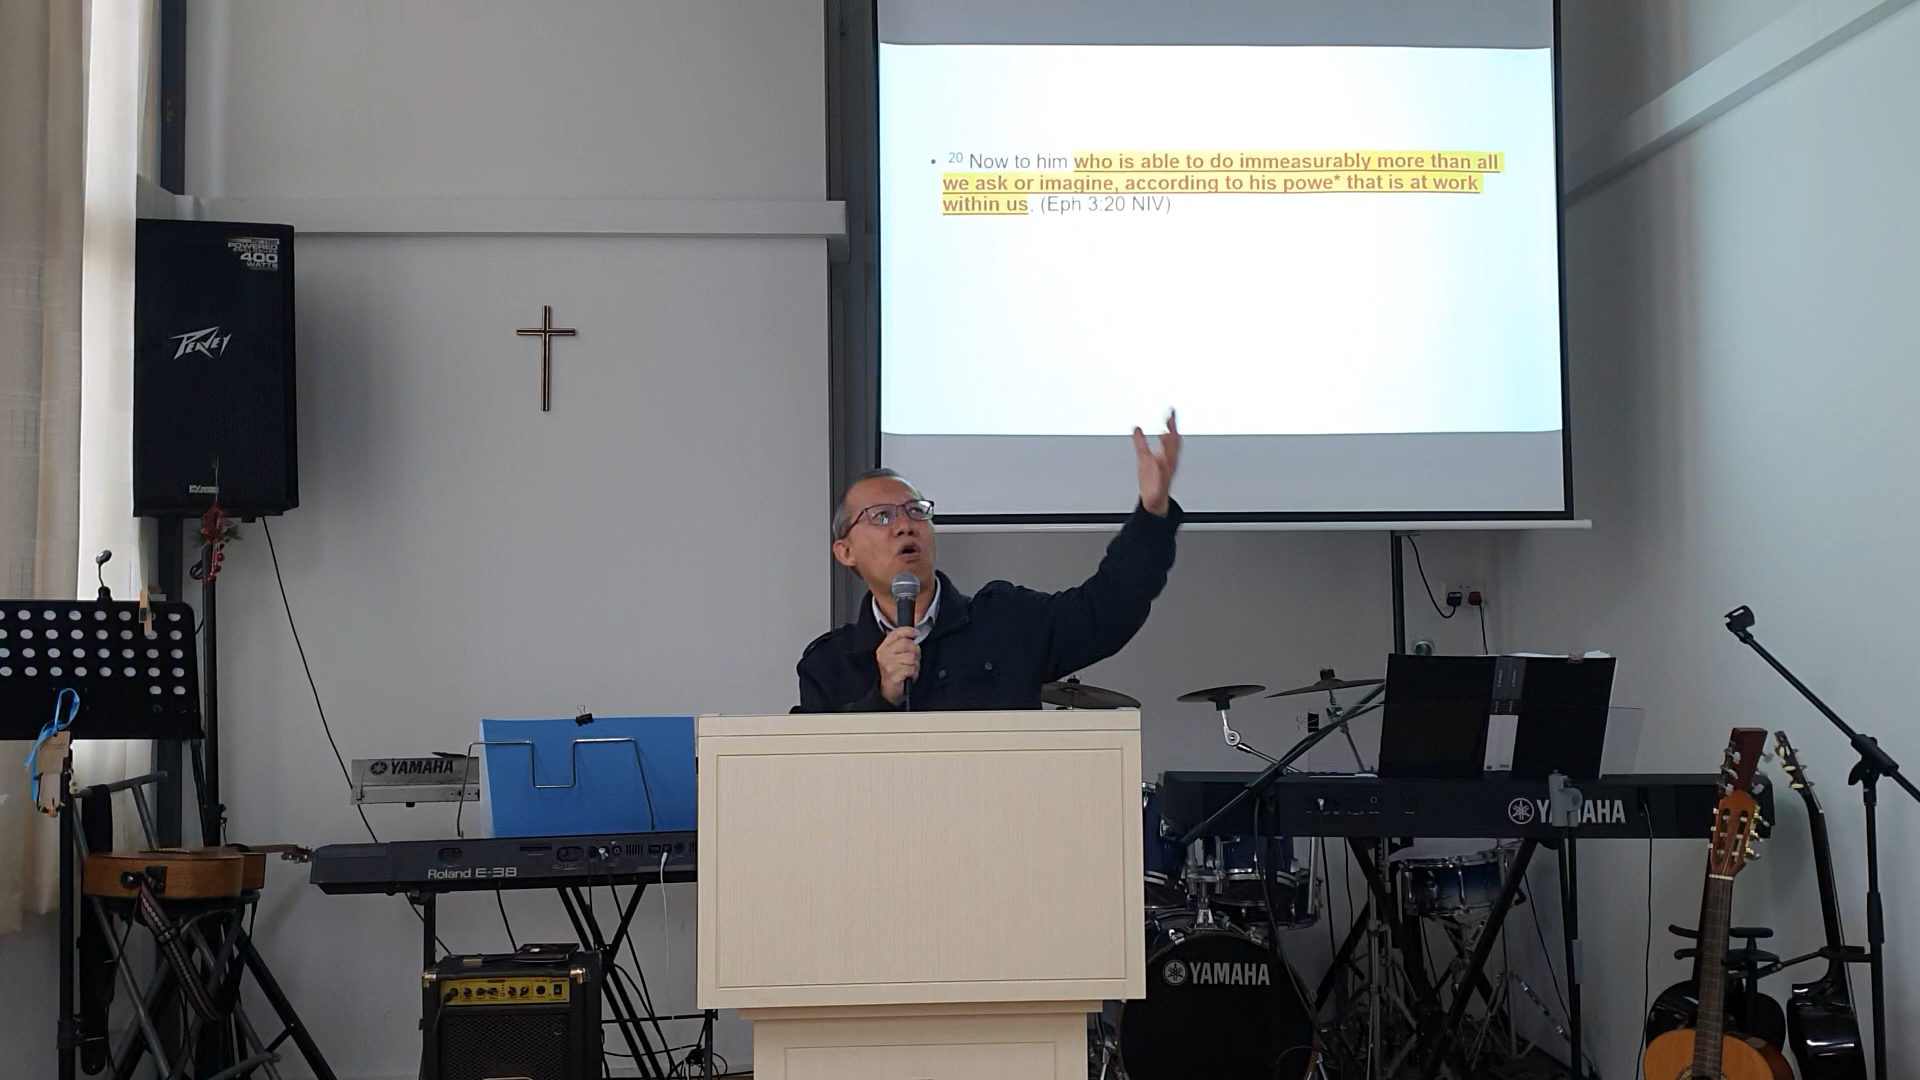 • 20 Now to him who is able to do immeasurably more than all
we ask or imagine, according to his powe* that is at work
within us, (Eph 3:20 NIV)
POWERED
400
WATTS
PEAVEY
YAMAHA
Roland E-38
YAMAHA
YAMAHA